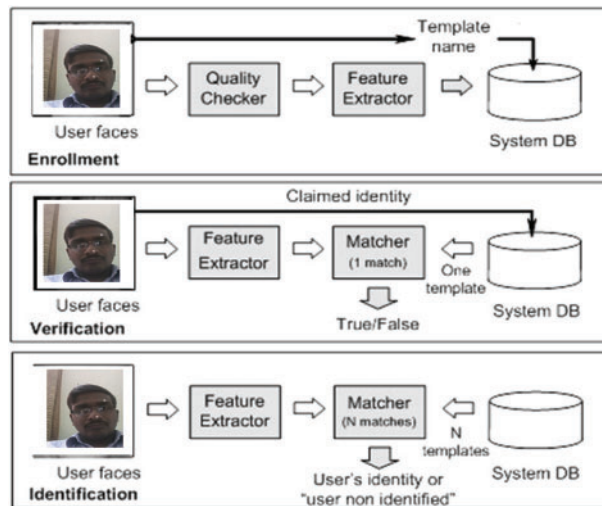 Template
name
Quality
Checker
Feature
Extractor
User faces
System DB
Enrollment
Claimed identity
Feature
Extractor
Matcher
(1 match)
One
template
User faces
System DB
True/False
Verification
Feature
Extractor
Matcher
(N matches)
N
templates
User faces
System DB
User's identity or
"user non identified"
Identification